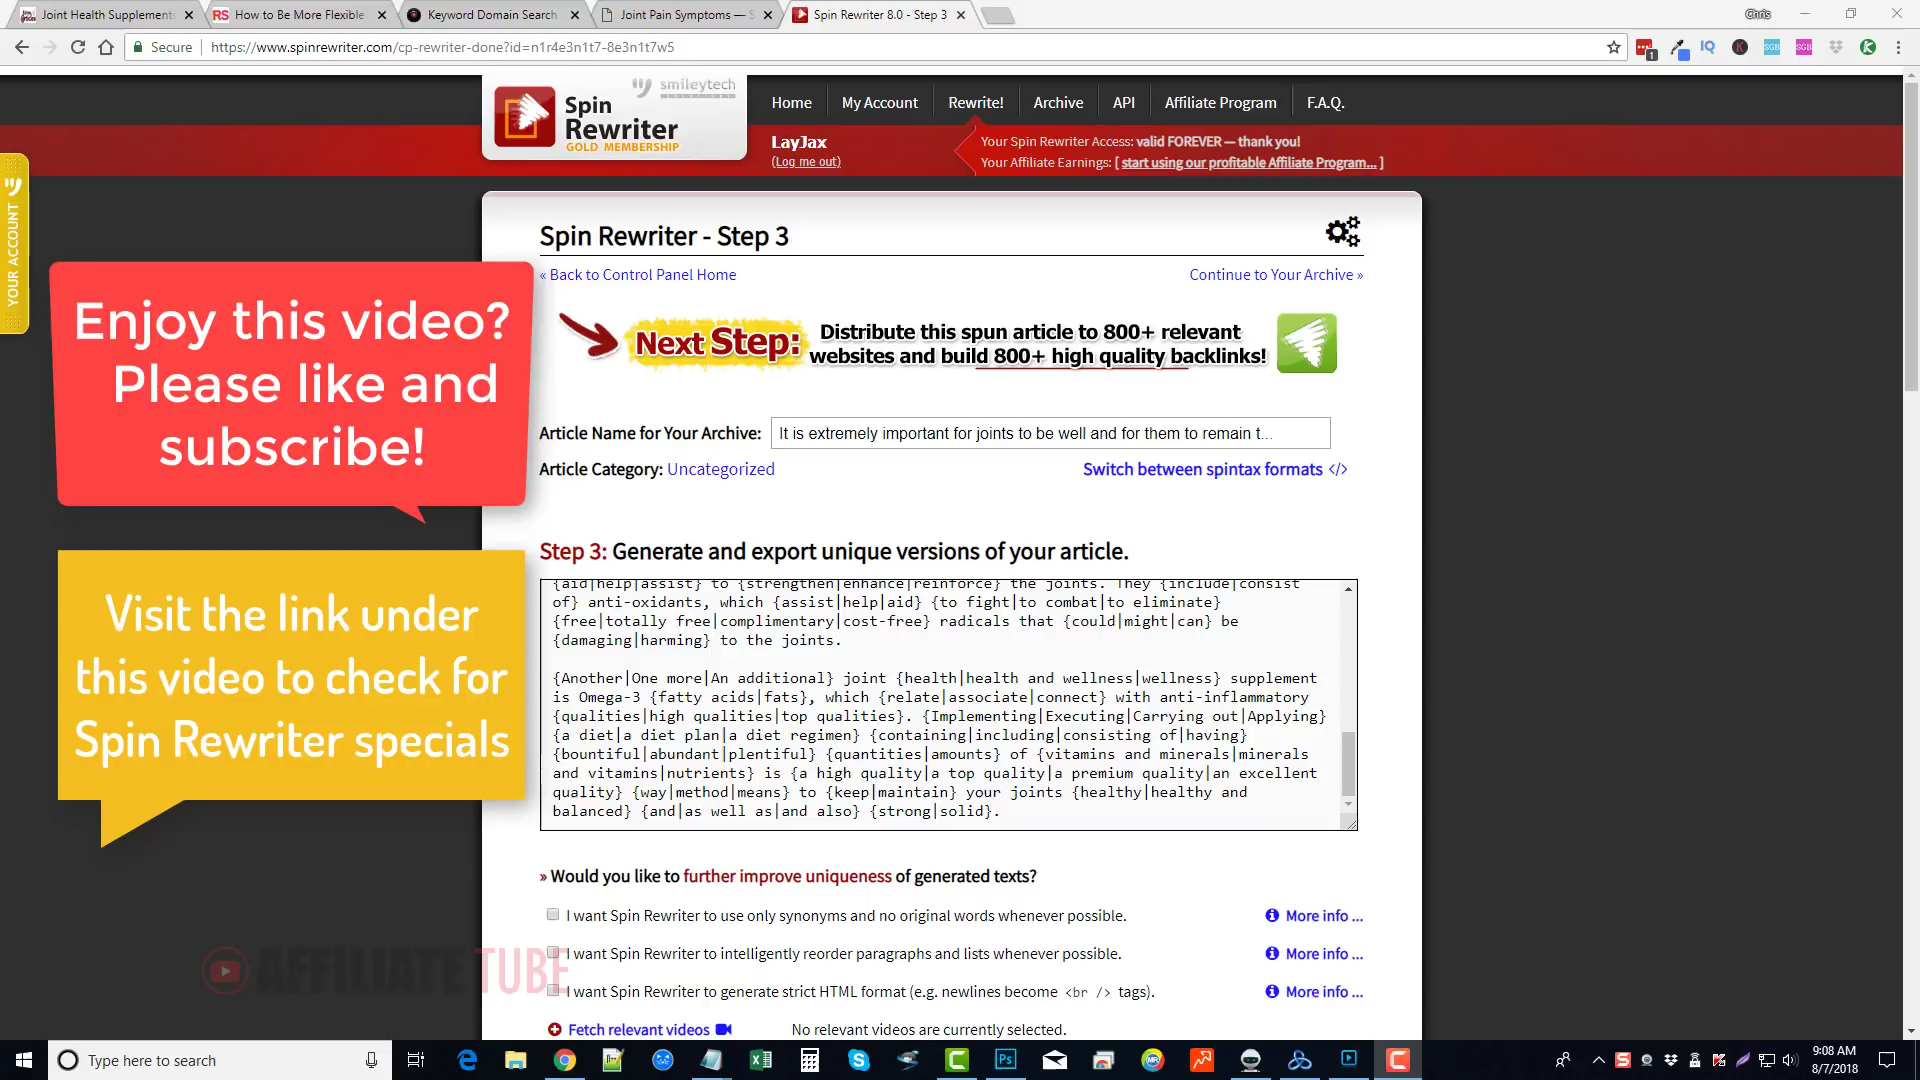 Joint Health Supplements
How to Be More Flexible
Keyword Domain Search
Joint Pain Symptoms — S
Spin Rewriter 8.0 - Step 3
Chris
Secure
https://www.spinrewriter.com/cp-rewriter-done?id=n1r4e3n1t7-8e3n1t7w5
smileytech
Spin
Rewriter
GOLD MEMBERSHIP
Home
My Account
Rewrite!
Archive
API
Affiliate Program
F.A.Q.
LayJax
(Log me out)
Your Spin Rewriter Access: valid FOREVER — thank you!
Your Affiliate Earnings: [ start using our profitable Affiliate Program... ]
YOUR ACCOUNT
Spin Rewriter - Step 3
« Back to Control Panel Home
Continue to Your Archive »
Enjoy this video?
Please like and
subscribe!
Next Step:
Distribute this spun article to 800+ relevant
websites and build 800+ high quality backlinks!
Article Name for Your Archive:
It is extremely important for joints to be well and for them to remain t...
Article Category: Uncategorized
Switch between spintax formats </>
Visit the link under
this video to check for
Spin Rewriter specials
Step 3: Generate and export unique versions of your article.
{aid|help|assist} to {strengthen|enhance|reinforce} the joints. They {include|consist
of} anti-oxidants, which {assist|help|aid} {to fight|to combat|to eliminate}
{free|totally free|complimentary|cost-free} radicals that {could|might|can} be
{damaging|harming} to the joints.
{Another|One more|An additional} joint {health|health and wellness|wellness} supplement
is Omega-3 {fatty acids|fats}, which {relate|associate|connect} with anti-inflammatory
{qualities|high qualities|top qualities}. {Implementing|Executing|Carrying out|Applying}
{a diet|a diet plan|a diet regimen} {containing|including|consisting of|having}
{bountiful|abundant|plentiful} {quantities|amounts} of {vitamins and minerals|minerals
and vitamins|nutrients} is {a high quality|a top quality|a premium quality|an excellent
quality} {way|method|means} to {keep|maintain} your joints {healthy|healthy and
balanced} {and|as well as|and also} {strong|solid}.
» Would you like to further improve uniqueness of generated texts?
I want Spin Rewriter to use only synonyms and no original words whenever possible.
More info ...
I want Spin Rewriter to intelligently reorder paragraphs and lists whenever possible.
More info ...
I want Spin Rewriter to generate strict HTML format (e.g. newlines become <br /> tags).
More info ...
AFFILIATE TUBE
Fetch relevant videos
No relevant videos are currently selected.
Type here to search
9:08 AM
8/7/2018